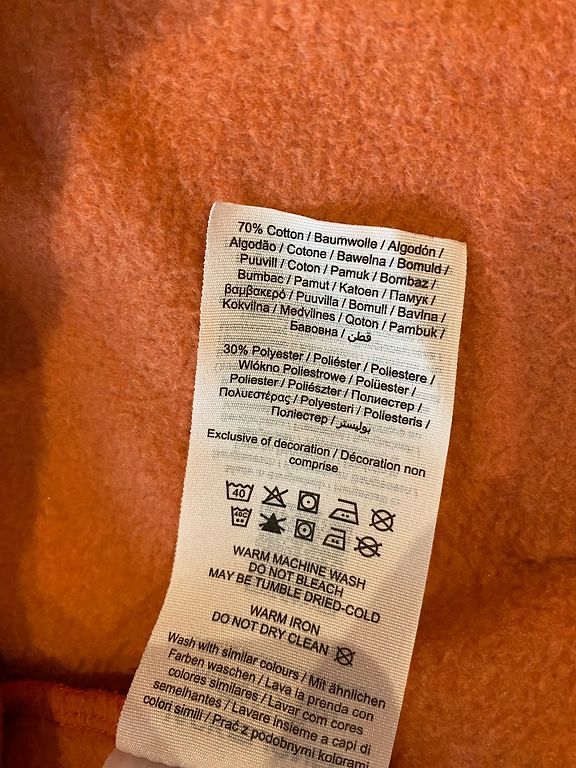 70% Cotton / Baumwolle / Algodón /
Algodão / Cotone / Bawełna / Bomuld /
Puuvill / Coton / Pamuk / Bombaz /
Bumbac / Pamut / Katoen / Памук /
βαμβακερό / Puuvilla / Bomull / Bavlna /
Kokvilna / Medvilnes / Qoton / Pambuk /
Бавовна / قطن
30% Polyester / Poliéster / Poliestere /
Włókno Poliestrowe / Polüester /
Poliester / Poliészter / Полиестер /
Πολυεστέρας / Polyesteri / Poliesteris /
Поліестер / بوليستر
Exclusive of decoration / Décoration non
comprise
40
40C
WARM MACHINE WASH
DO NOT BLEACH
MAY BE TUMBLE DRIED-COLD
WARM IRON
DO NOT DRY CLEAN
Wash with similar colours / Mit ähnlichen
Farben waschen / Lava la prenda con
colores similares / Lavar com cores
semelhantes / Lavare insieme a capi di
colori simili / Prać z podobnymi kolorami